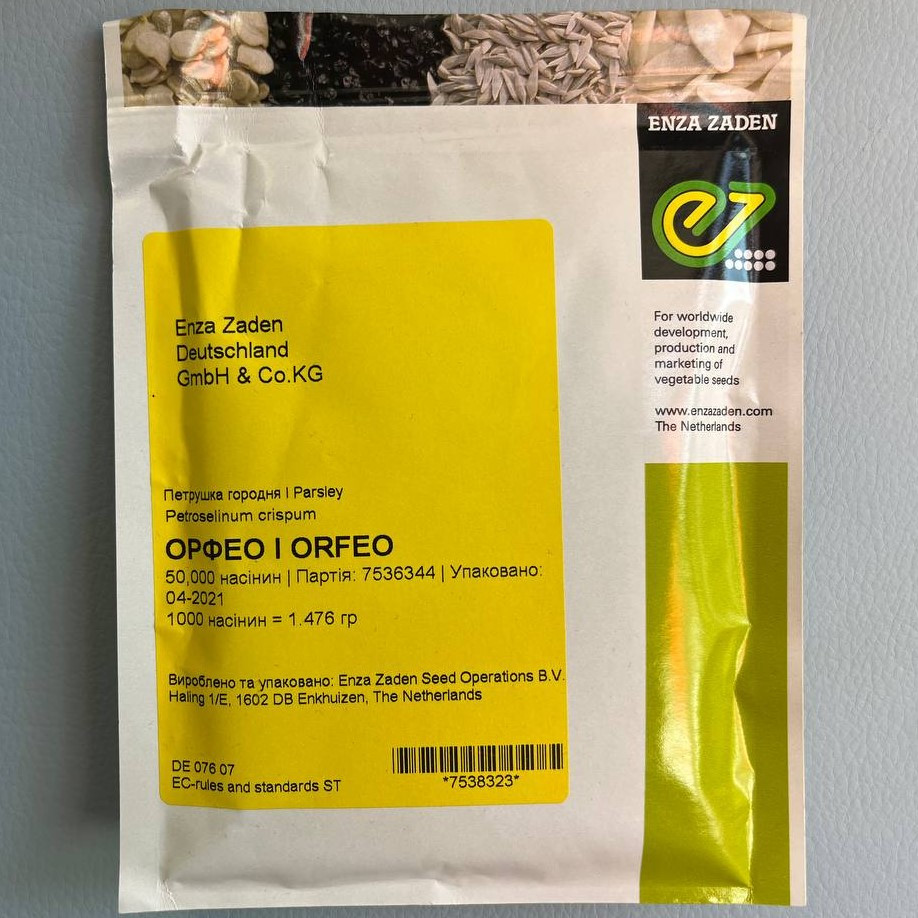 ENZA ZADEN
For worldwide
development,
production and
marketing of
vegetable seeds
www.enzazaden.com
The Netherlands
Enza Zaden
Deutschland
GmbH & Co.KG
Петрушка городня I Parsley
Petroselinum crispum
ОРФЕО I ORFEO
50,000 насінин | Партія: 7536344 | Упаковано:
04-2021
1000 насінин = 1.476 гр
Вироблено та упаковано: Enza Zaden Seed Operations B.V.
Haling 1/E, 1602 DB Enkhuizen, The Netherlands
DE 076 07
EC-rules and standards ST
*7538323*